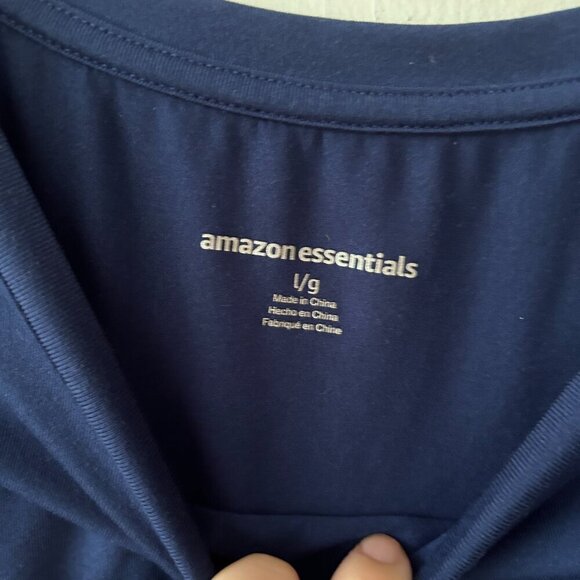 amazon essentials
l/g
Made in China
Hecho en China
Fabriqué en Chine